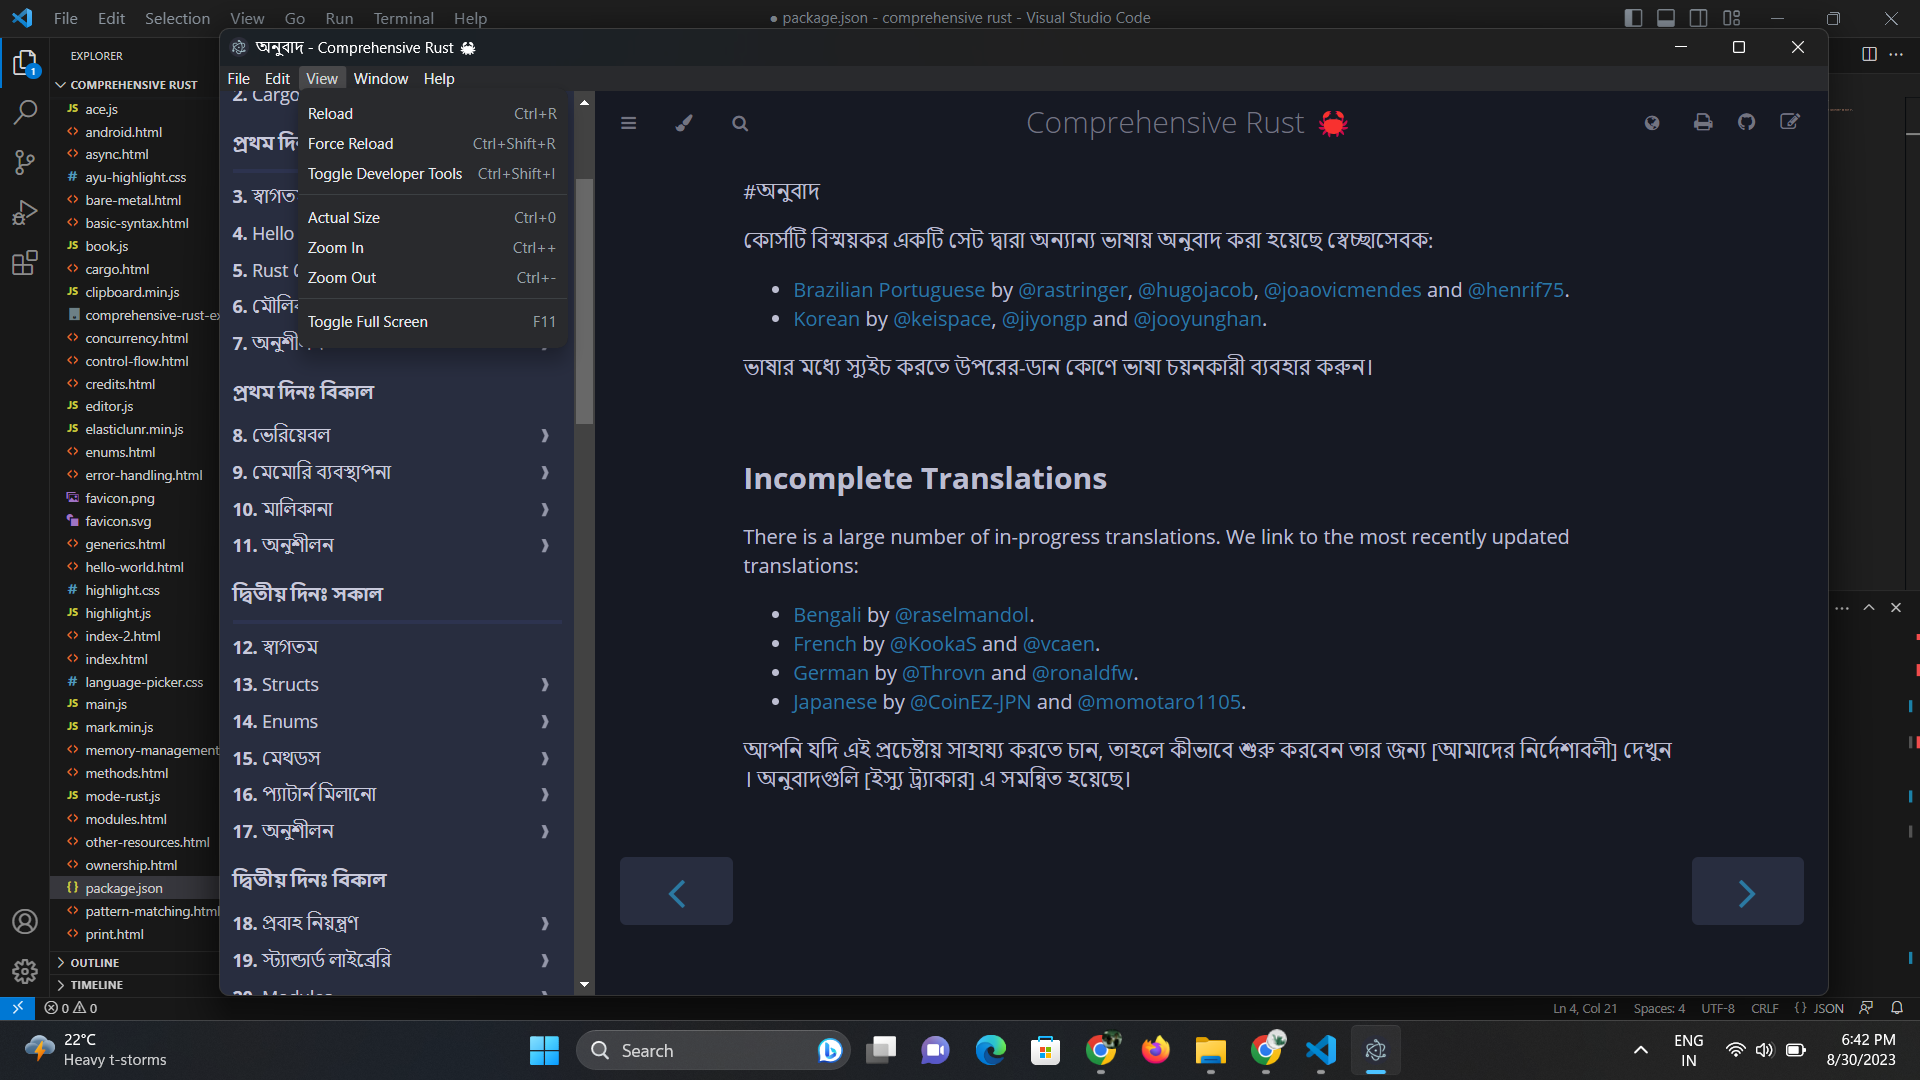 File Edit Selection View Go Run Terminal Help
● package.json - comprehensive rust - Visual Studio Code
EXPLORER
COMPREHENSIVE RUST
JS ace.js
android.html
async.html
# ayu-highlight.css
bare-metal.html
basic-syntax.html
JS book.js
cargo.html
JS clipboard.min.js
comprehensive-rust-ex
concurrency.html
control-flow.html
credits.html
JS editor.js
JS elasticlunr.min.js
enums.html
error-handling.html
favicon.png
favicon.svg
generics.html
hello-world.html
# highlight.css
JS highlight.js
index-2.html
index.html
# language-picker.css
JS main.js
JS mark.min.js
memory-management
methods.html
JS mode-rust.js
modules.html
other-resources.html
ownership.html
{} package.json
pattern-matching.html
print.html
OUTLINE
TIMELINE
1
অনুবাদ - Comprehensive Rust 🦀
File Edit View Window Help
Reload Ctrl+R
Force Reload Ctrl+Shift+R
Toggle Developer Tools Ctrl+Shift+I
Actual Size Ctrl+0
Zoom In Ctrl++
Zoom Out Ctrl+-
Toggle Full Screen F11
2. Cargo
প্রথম দিনঃ
3. স্বাগতম
4. Hello
5. Rust
6. মৌলিক
7. অনুশীলন
প্রথম দিনঃ বিকাল
8. ভেরিয়েবল
9. মেমোরি ব্যবস্থাপনা
10. মালিকানা
11. অনুশীলন
দ্বিতীয় দিনঃ সকাল
12. স্বাগতম
13. Structs
14. Enums
15. মেথডস
16. প্যাটার্ন মিলানো
17. অনুশীলন
দ্বিতীয় দিনঃ বিকাল
18. প্রবাহ নিয়ন্ত্রণ
19. স্ট্যান্ডার্ড লাইব্রেরি
20. Modules
Comprehensive Rust 🦀
#অনুবাদ
কোর্সটি বিস্ময়কর একটি সেট দ্বারা অন্যান্য ভাষায় অনুবাদ করা হয়েছে স্বেচ্ছাসেবক:
• Brazilian Portuguese by @rastringer, @hugojacob, @joaovicmendes and @henrif75.
• Korean by @keispace, @jiyongp and @jooyunghan.
ভাষার মধ্যে স্যুইচ করতে উপরের-ডান কোণে ভাষা চয়নকারী ব্যবহার করুন।
Incomplete Translations
There is a large number of in-progress translations. We link to the most recently updated
translations:
• Bengali by @raselmandol.
• French by @KookaS and @vcaen.
• German by @Throvn and @ronaldfw.
• Japanese by @CoinEZ-JPN and @momotaro1105.
আপনি যদি এই প্রচেষ্টায় সাহায্য করতে চান, তাহলে কীভাবে শুরু করবেন তার জন্য [আমাদের নির্দেশাবলী] দেখুন
। অনুবাদগুলি [ইস্যু ট্র্যাকার] এ সমন্বিত হয়েছে।
0 0
Ln 4, Col 21 Spaces: 4 UTF-8 CRLF {} JSON
22°C
Heavy t-storms
Search
ENG
IN
6:42 PM
8/30/2023